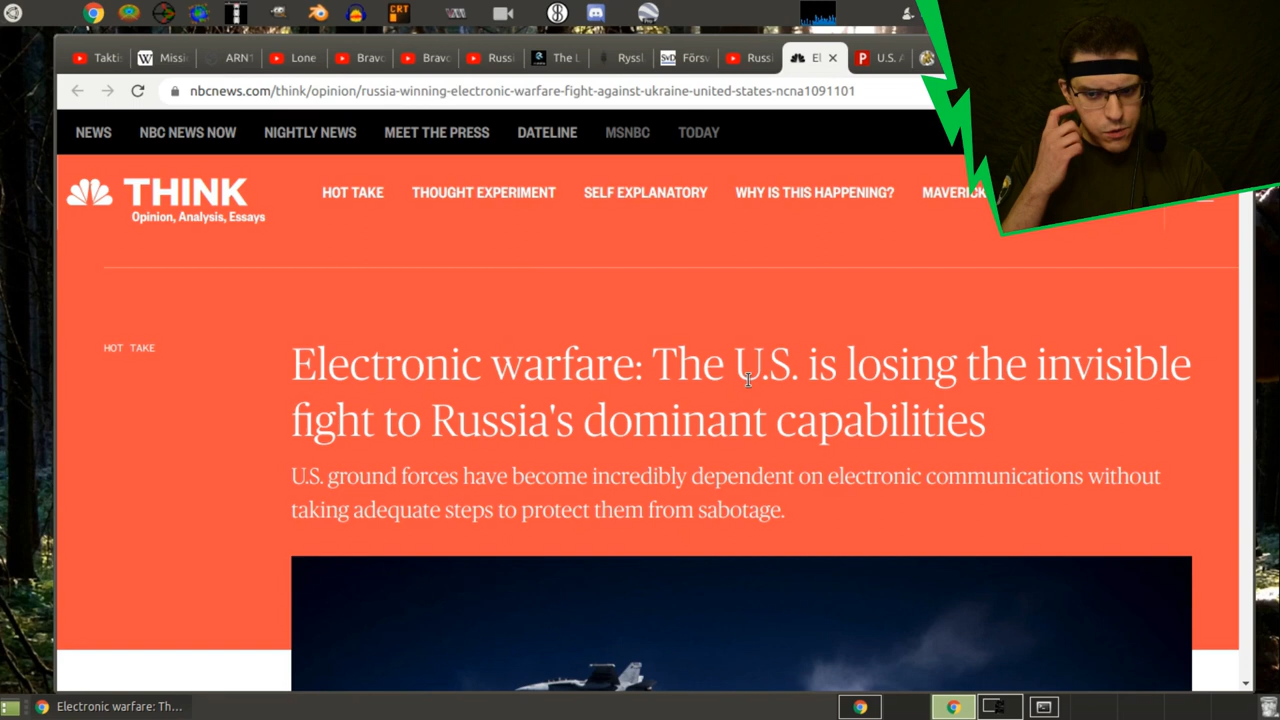 CRT
Takti
Missi
ARN1
Lone
Bravo
Bravo
Russi
The L
Ryssl
SvD
Förs
Russi
El
U.S. A
nbcnews.com/think/opinion/russia-winning-electronic-warfare-fight-against-ukraine-united-states-ncna1091101
NEWS NBC NEWS NOW NIGHTLY NEWS MEET THE PRESS DATELINE MSNBC TODAY
THINK
Opinion, Analysis, Essays
HOT TAKE THOUGHT EXPERIMENT SELF EXPLANATORY WHY IS THIS HAPPENING? MAVERICK
HOT TAKE
Electronic warfare: The U.S. is losing the invisible
fight to Russia's dominant capabilities
U.S. ground forces have become incredibly dependent on electronic communications without
taking adequate steps to protect them from sabotage.
Electronic warfare: Th...